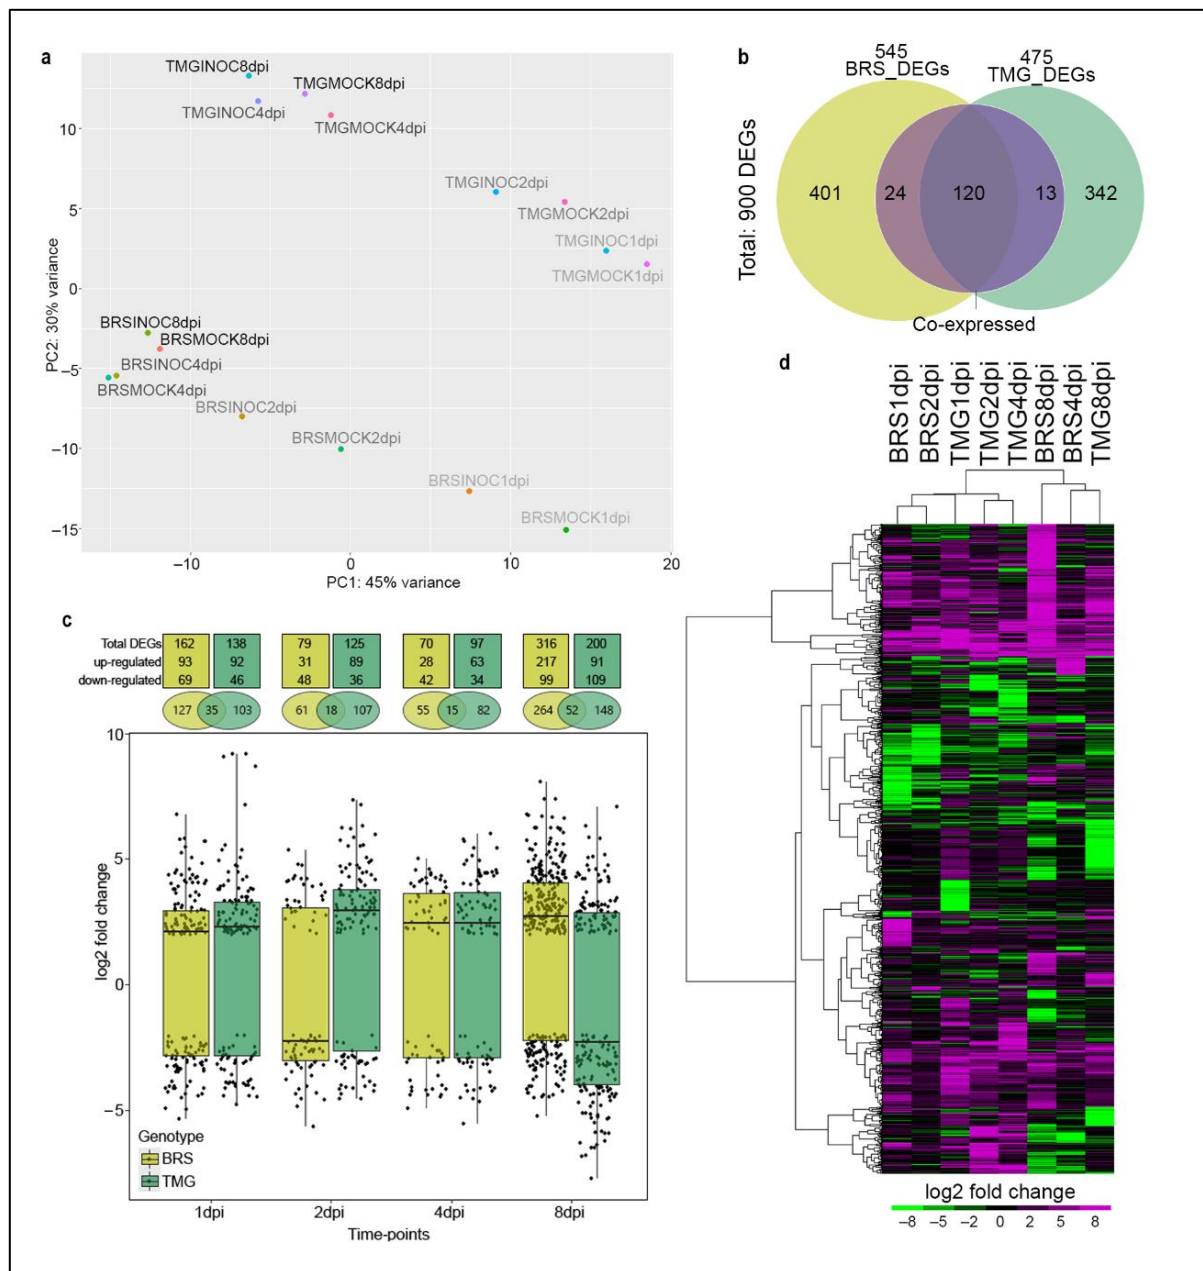 a
TMGINOC8dpi
TMGMOCK8dpi
TMGINOC4dpi
TMGMOCK4dpi
TMGINOC2dpi
TMGMOCK2dpi
TMGINOC1dpi
TMGMOCK1dpi
BRSINOC8dpi
BRSMOCK8dpi
BRSINOC4dpi
BRSMOCK4dpi
BRSINOC2dpi
BRSMOCK2dpi
BRSINOC1dpi
BRSMOCK1dpi
10
5
0
−5
−10
−15
PC2: 30% variance
−10 0 10 20
PC1: 45% variance
b
545
BRS_DEGs
475
TMG_DEGs
Total: 900 DEGs
401 24 120 13 342
Co-expressed
c
Total DEGs 162 138 79 125 70 97 316 200
up-regulated 93 92 31 89 28 63 217 91
down-regulated 69 46 48 36 42 34 99 109
127 35 103 61 18 107 55 15 82 264 52 148
10
5
0
−5
log2 fold change
Genotype
BRS
TMG
1dpi 2dpi 4dpi 8dpi
Time-points
d
BRS1dpi
BRS2dpi
TMG1dpi
TMG2dpi
TMG4dpi
BRS8dpi
BRS4dpi
TMG8dpi
log2 fold change
−8 −5 −2 0 2 5 8